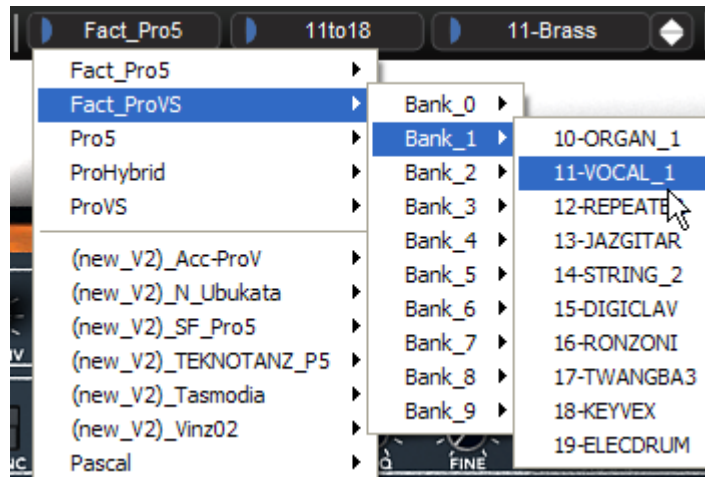 Fact_Pro5 11to18 11-Brass
Fact_Pro5
Fact_ProVS
Pro5
ProHybrid
ProVS
(new_V2)_Acc-ProV
(new_V2)_N_Ubukata
(new_V2)_SF_Pro5
(new_V2)_TEKNOTANZ_P5
(new_V2)_Tasmodia
(new_V2)_Vinz02
Pascal
Bank_0
Bank_1
Bank_2
Bank_3
Bank_4
Bank_5
Bank_6
Bank_7
Bank_8
Bank_9
10-ORGAN_1
11-VOCAL_1
13-JAZGITAR
14-STRING_2
15-DIGICLAV
16-RONZONI
17-TWANGBA3
18-KEYVEX
19-ELECDRUM
FINE